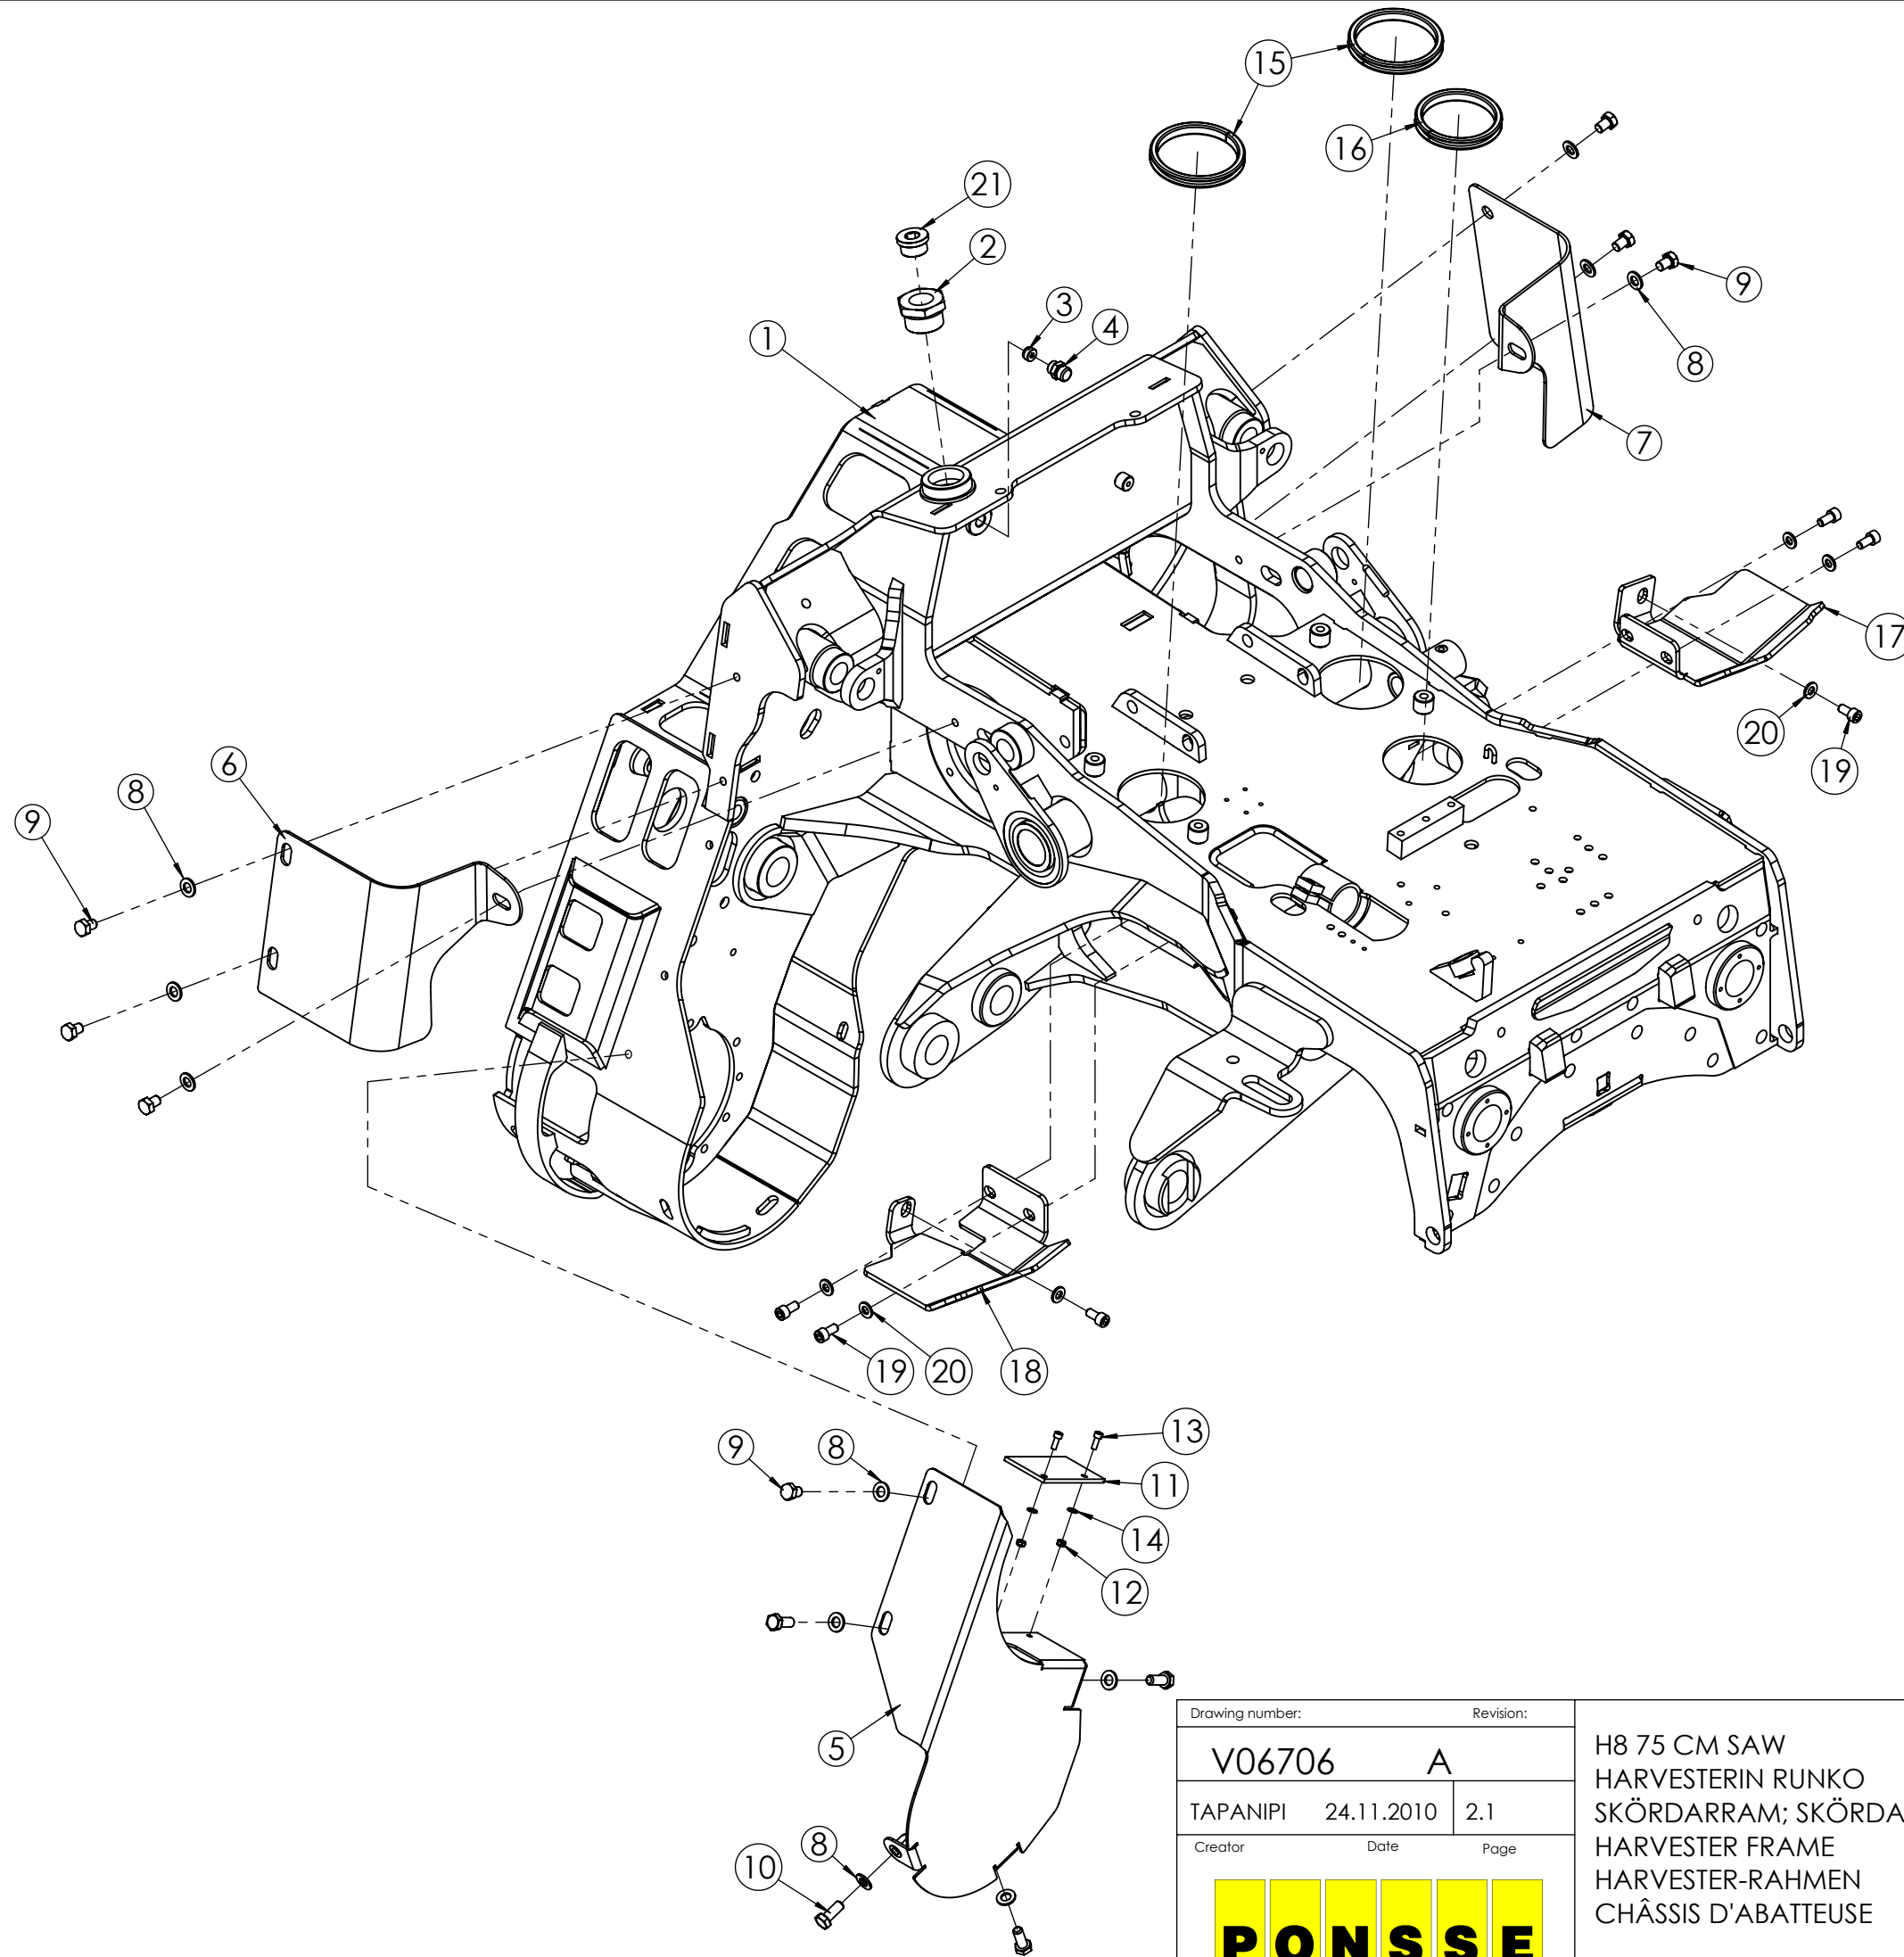 15
16
21
2
3
4
1
9
8
7
17
20
19
6
8
9
19
20
18
13
9
8
11
14
12
5
8
10
Drawing number: Revision:
V06706 A
TAPANIPI 24.11.2010 2.1
Creator Date Page
PONSSE
H8 75 CM SAW
HARVESTERIN RUNKO
SKÖRDARRAM; SKÖRDA
HARVESTER FRAME
HARVESTER-RAHMEN
CHÂSSIS D'ABATTEUSE